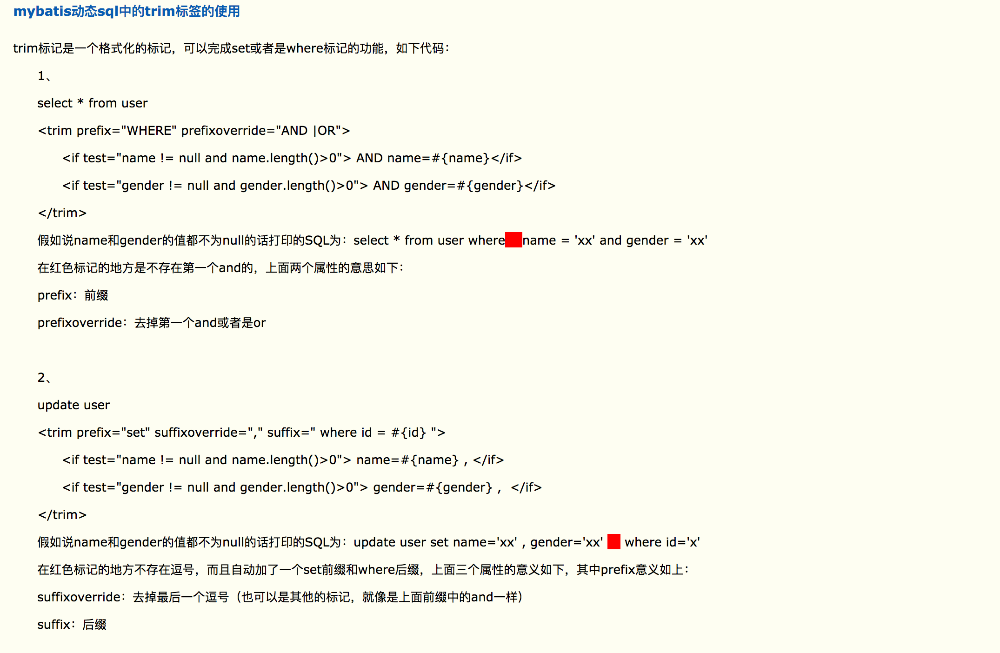 mybatis动态sql中的trim标签的使用
trim标记是一个格式化的标记，可以完成set或者是where标记的功能，如下代码：
1、
select * from user
<trim prefix="WHERE" prefixoverride="AND |OR">
<if test="name != null and name.length()>0"> AND name=#{name}</if>
<if test="gender != null and gender.length()>0"> AND gender=#{gender}</if>
</trim>
假如说name和gender的值都不为null的话打印的SQL为：select * from user where name = 'xx' and gender = 'xx'
在红色标记的地方是不存在第一个and的，上面两个属性的意思如下：
prefix：前缀
prefixoverride：去掉第一个and或者是or
2、
update user
<trim prefix="set" suffixoverride="," suffix=" where id = #{id} ">
<if test="name != null and name.length()>0"> name=#{name} , </if>
<if test="gender != null and gender.length()>0"> gender=#{gender} ,  </if>
</trim>
假如说name和gender的值都不为null的话打印的SQL为：update user set name='xx' , gender='xx' where id='x'
在红色标记的地方不存在逗号，而且自动加了一个set前缀和where后缀，上面三个属性的意义如下，其中prefix意义如上：
suffixoverride：去掉最后一个逗号（也可以是其他的标记，就像是上面前缀中的and一样）
suffix：后缀